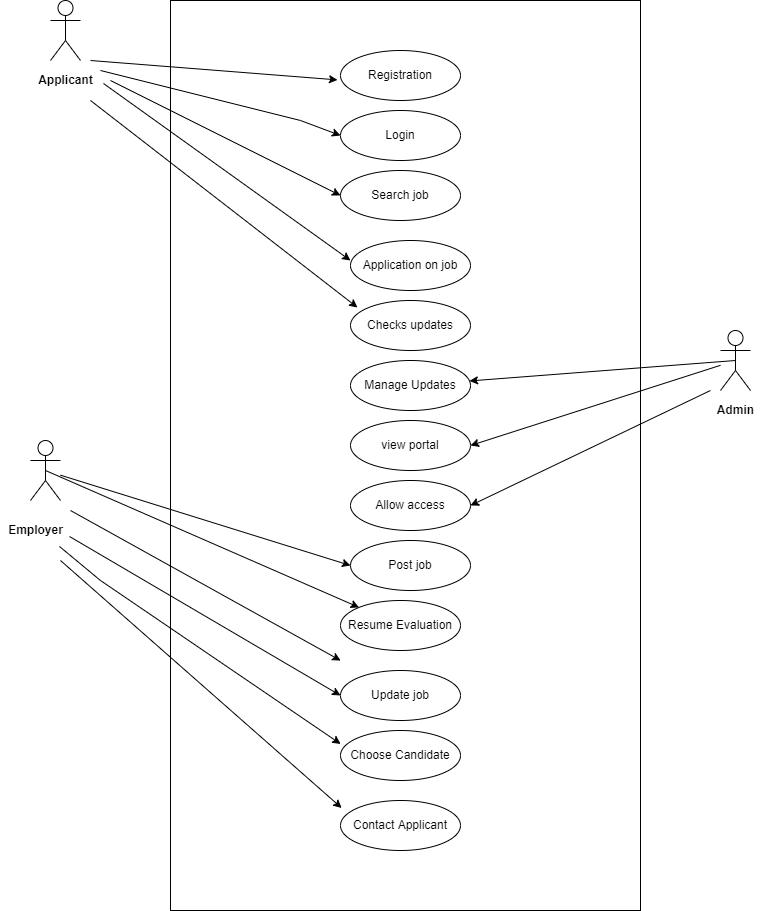 Applicant
Registration
Login
Search job
Application on job
Checks updates
Manage Updates
Admin
view portal
Allow access
Employer
Post job
Resume Evaluation
Update job
Choose Candidate
Contact Applicant